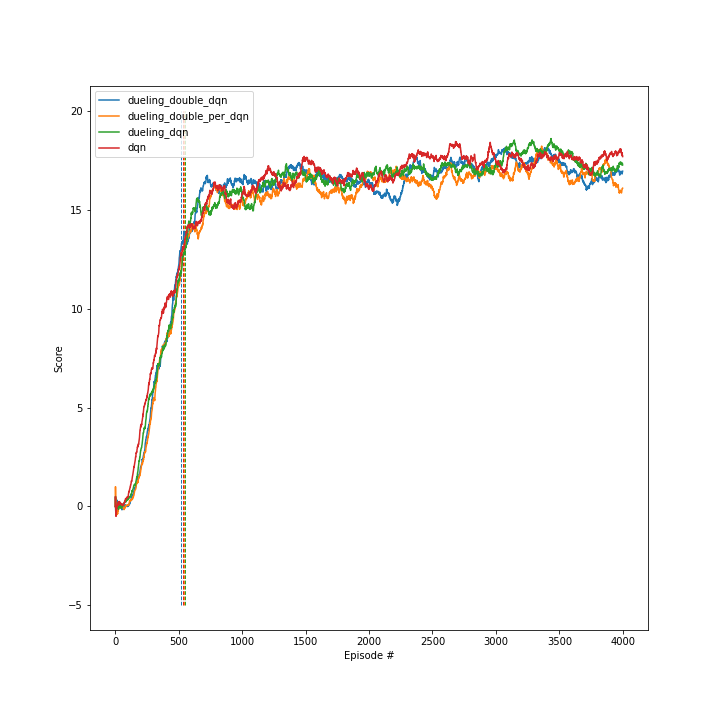 dueling_double_dqn
dueling_double_per_dqn
dueling_dqn
dqn
20
15
10
5
0
−5
Score
0 500 1000 1500 2000 2500 3000 3500 4000
Episode #